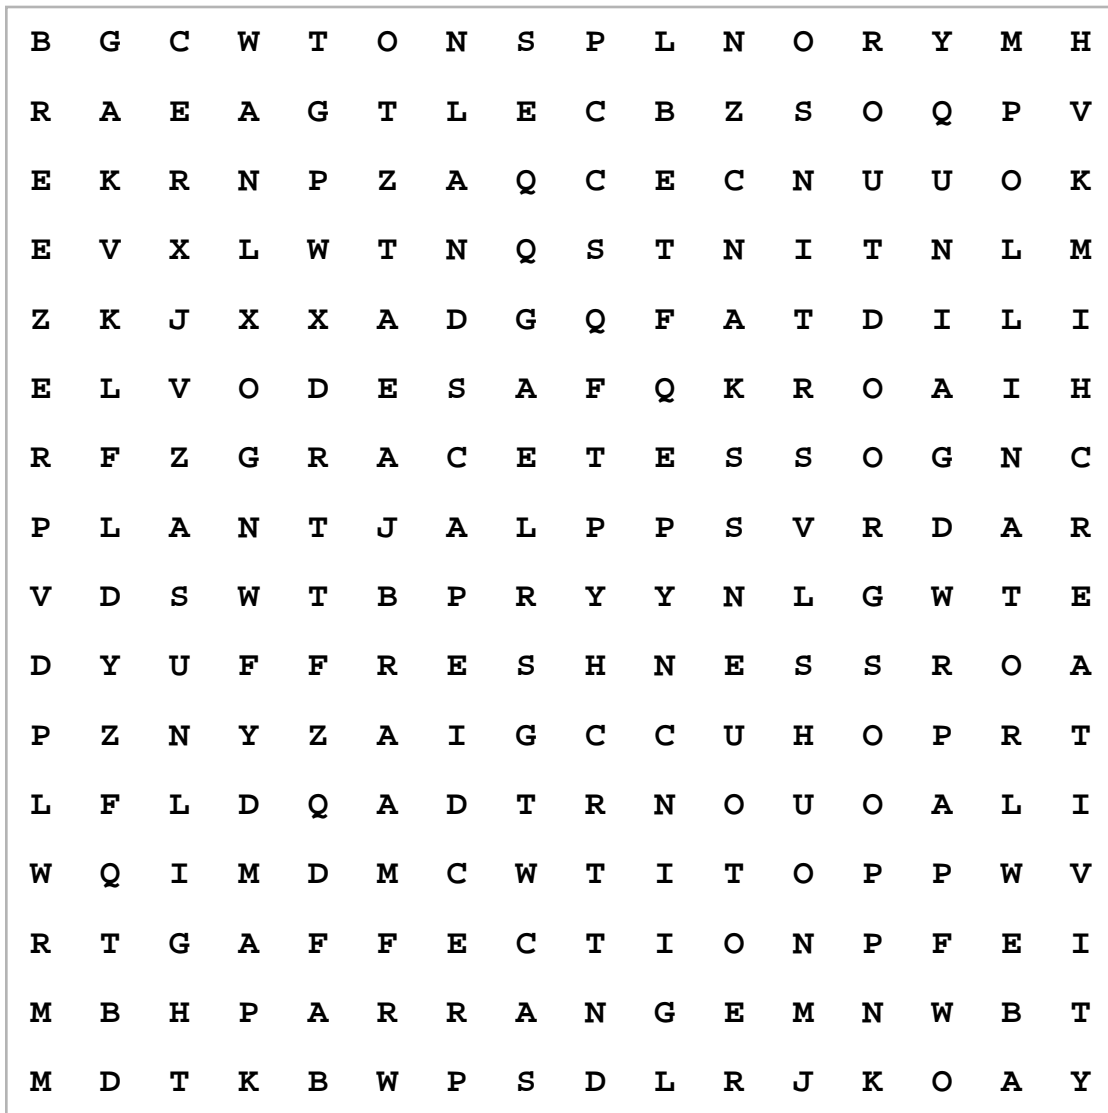 B G C W T O N S P L N O R Y M H
R A E A G T L E C B Z S O Q P V
E K R N P Z A Q C E C N U U O K
E V X L W T N Q S T N I T N L M
Z K J X X A D G Q F A T D I L I
E L V O D E S A F Q K R O A I H
R F Z G R A C E T E S S O G N C
P L A N T J A L P P S V R D A R
V D S W T B P R Y Y N L G W T E
D Y U F F R E S H N E S S R O A
P Z N Y Z A I G C C U H O P R T
L F L D Q A D T R N O U O A L I
W Q I M D M C W T I T O P P W V
R T G A F F E C T I O N P F E I
M B H P A R R A N G E M N W B T
M D T K B W P S D L R J K O A Y